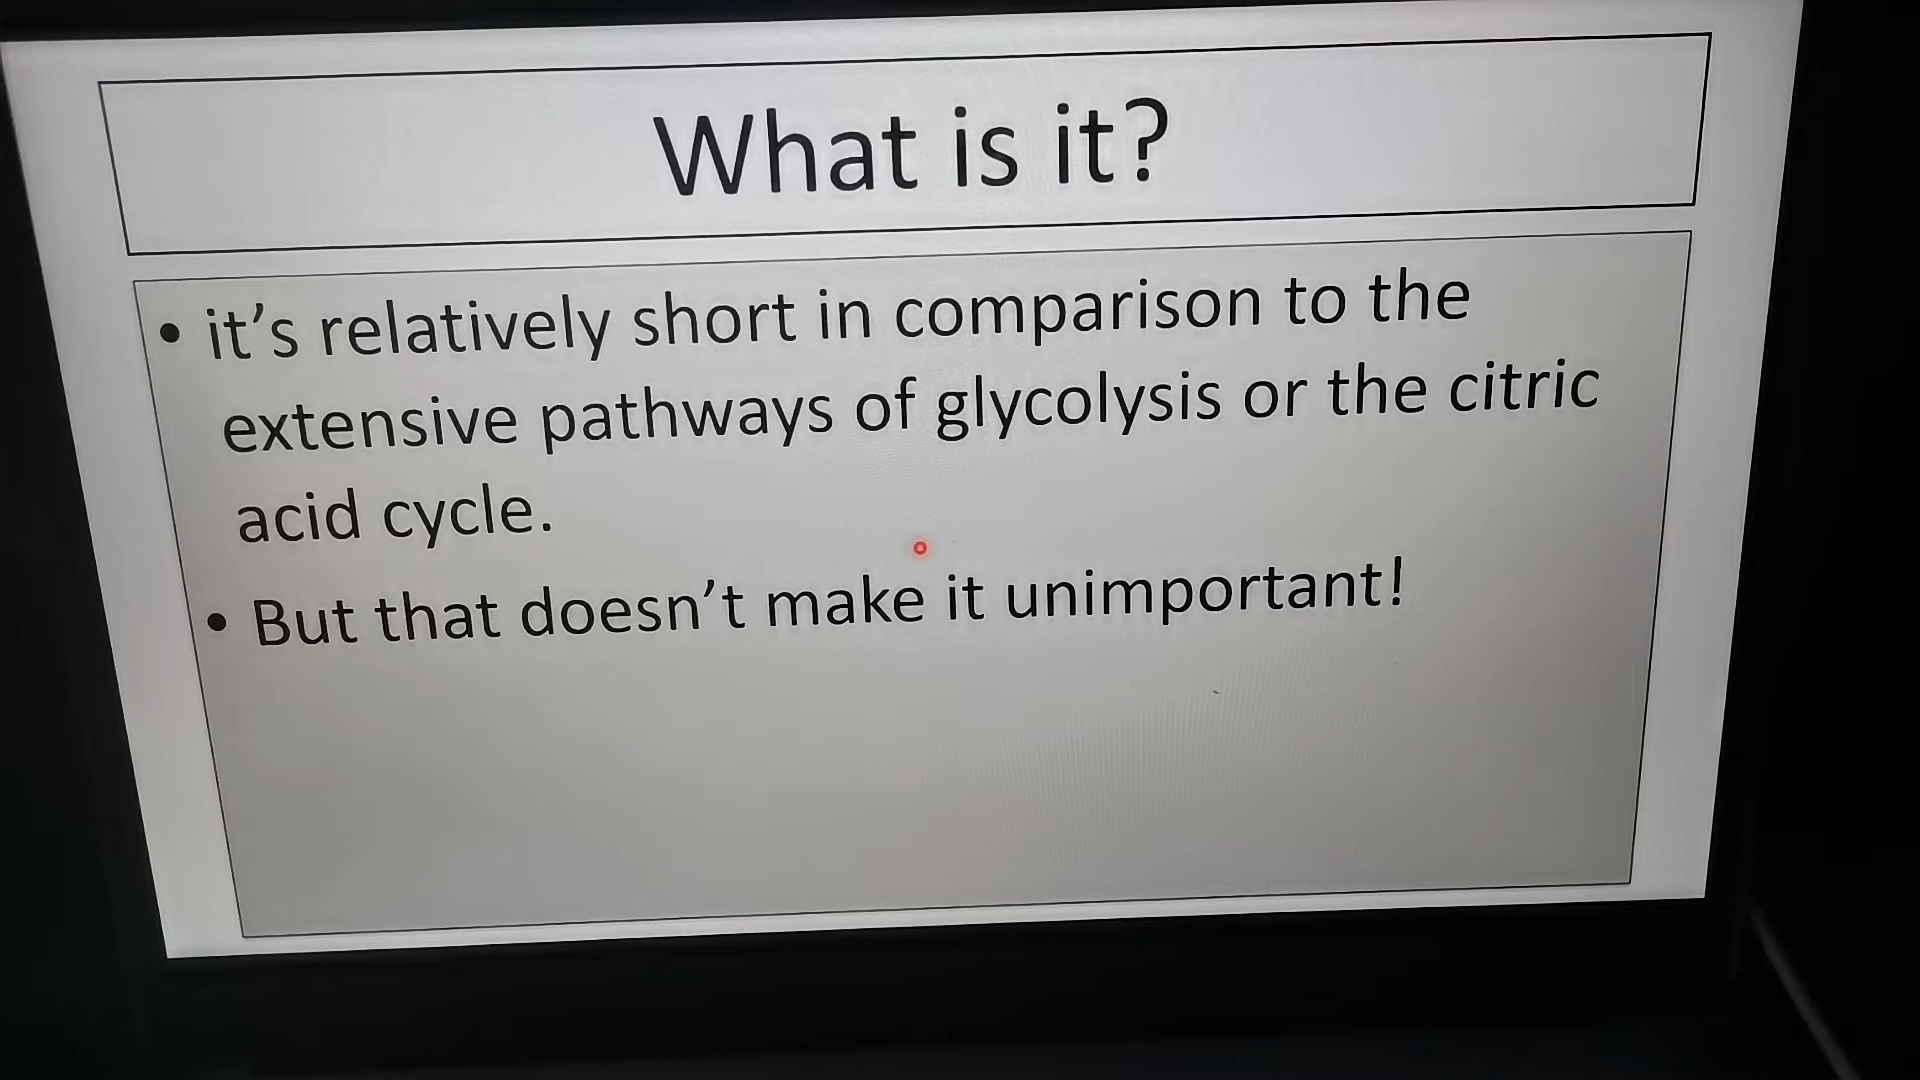 What is it?
• it's relatively short in comparison to the
extensive pathways of glycolysis or the citric
acid cycle.
• But that doesn't make it unimportant!